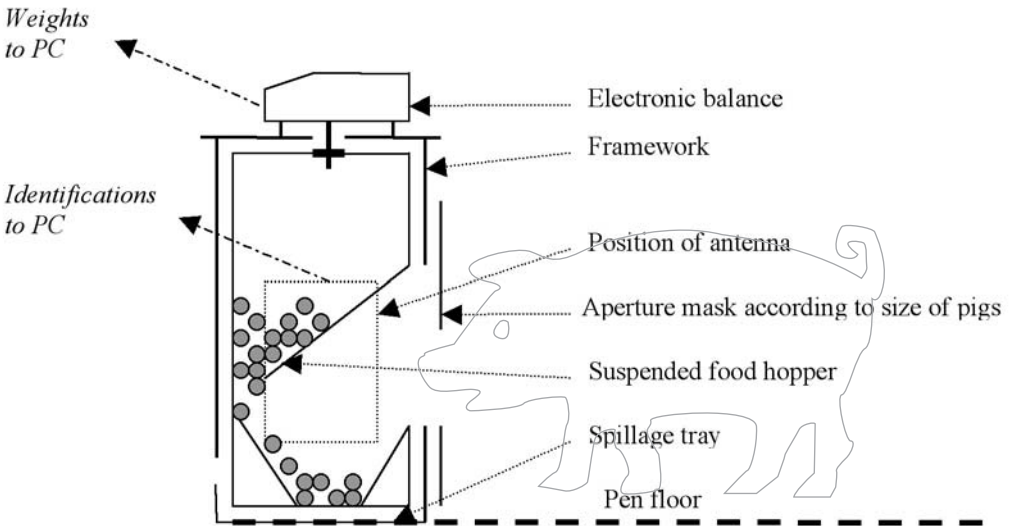 Weights
to PC
Electronic balance
Framework
Identifications
to PC
Position of antenna
Aperture mask according to size of pigs
Suspended food hopper
Spillage tray
Pen floor